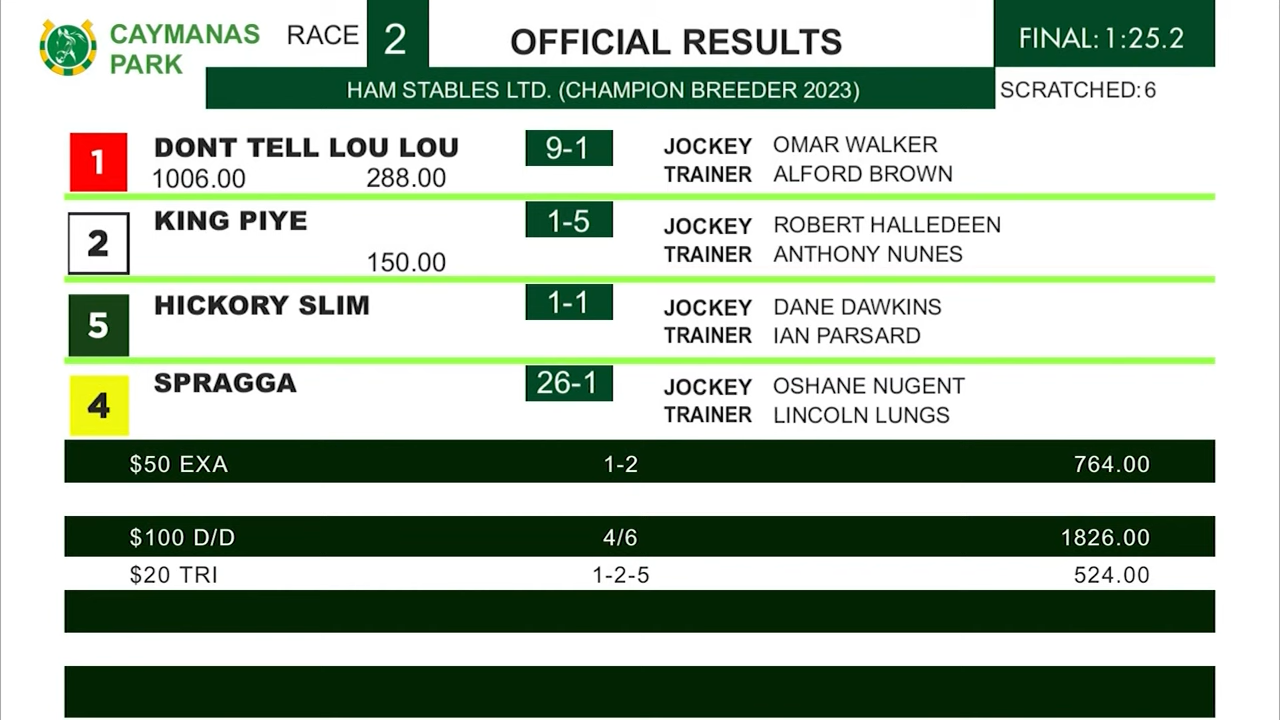 CAYMANAS PARK
RACE 2
OFFICIAL RESULTS
FINAL: 1:25.2
HAM STABLES LTD. (CHAMPION BREEDER 2023)
SCRATCHED: 6
1 DONT TELL LOU LOU 9-1 JOCKEY OMAR WALKER
1006.00 288.00 TRAINER ALFORD BROWN
2 KING PIYE 1-5 JOCKEY ROBERT HALLEDEEN
150.00 TRAINER ANTHONY NUNES
5 HICKORY SLIM 1-1 JOCKEY DANE DAWKINS
TRAINER IAN PARSARD
4 SPRAGGA 26-1 JOCKEY OSHANE NUGENT
TRAINER LINCOLN LUNGS
$50 EXA 1-2 764.00
$100 D/D 4/6 1826.00
$20 TRI 1-2-5 524.00